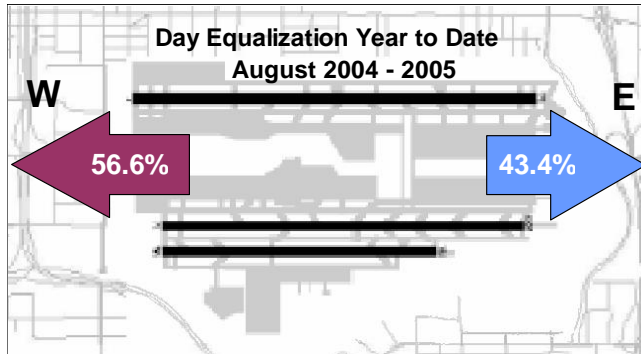 Day Equalization Year to Date
August 2004 - 2005
W
E
56.6%
43.4%